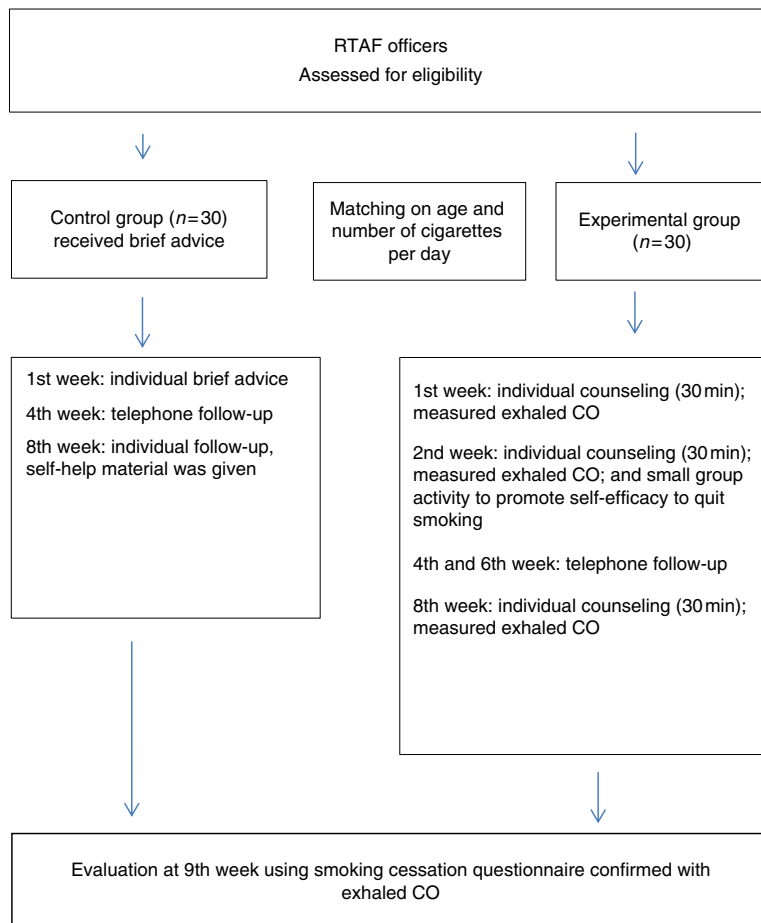 RTAF officers
Assessed for eligibility
Control group (n=30)
received brief advice
Matching on age and
number of cigarettes
per day
Experimental group
(n=30)
1st week: individual brief advice
4th week: telephone follow-up
8th week: individual follow-up,
self-help material was given
1st week: individual counseling (30 min);
measured exhaled CO
2nd week: individual counseling (30 min);
measured exhaled CO; and small group
activity to promote self-efficacy to quit
smoking
4th and 6th week: telephone follow-up
8th week: individual counseling (30 min);
measured exhaled CO
Evaluation at 9th week using smoking cessation questionnaire confirmed with
exhaled CO